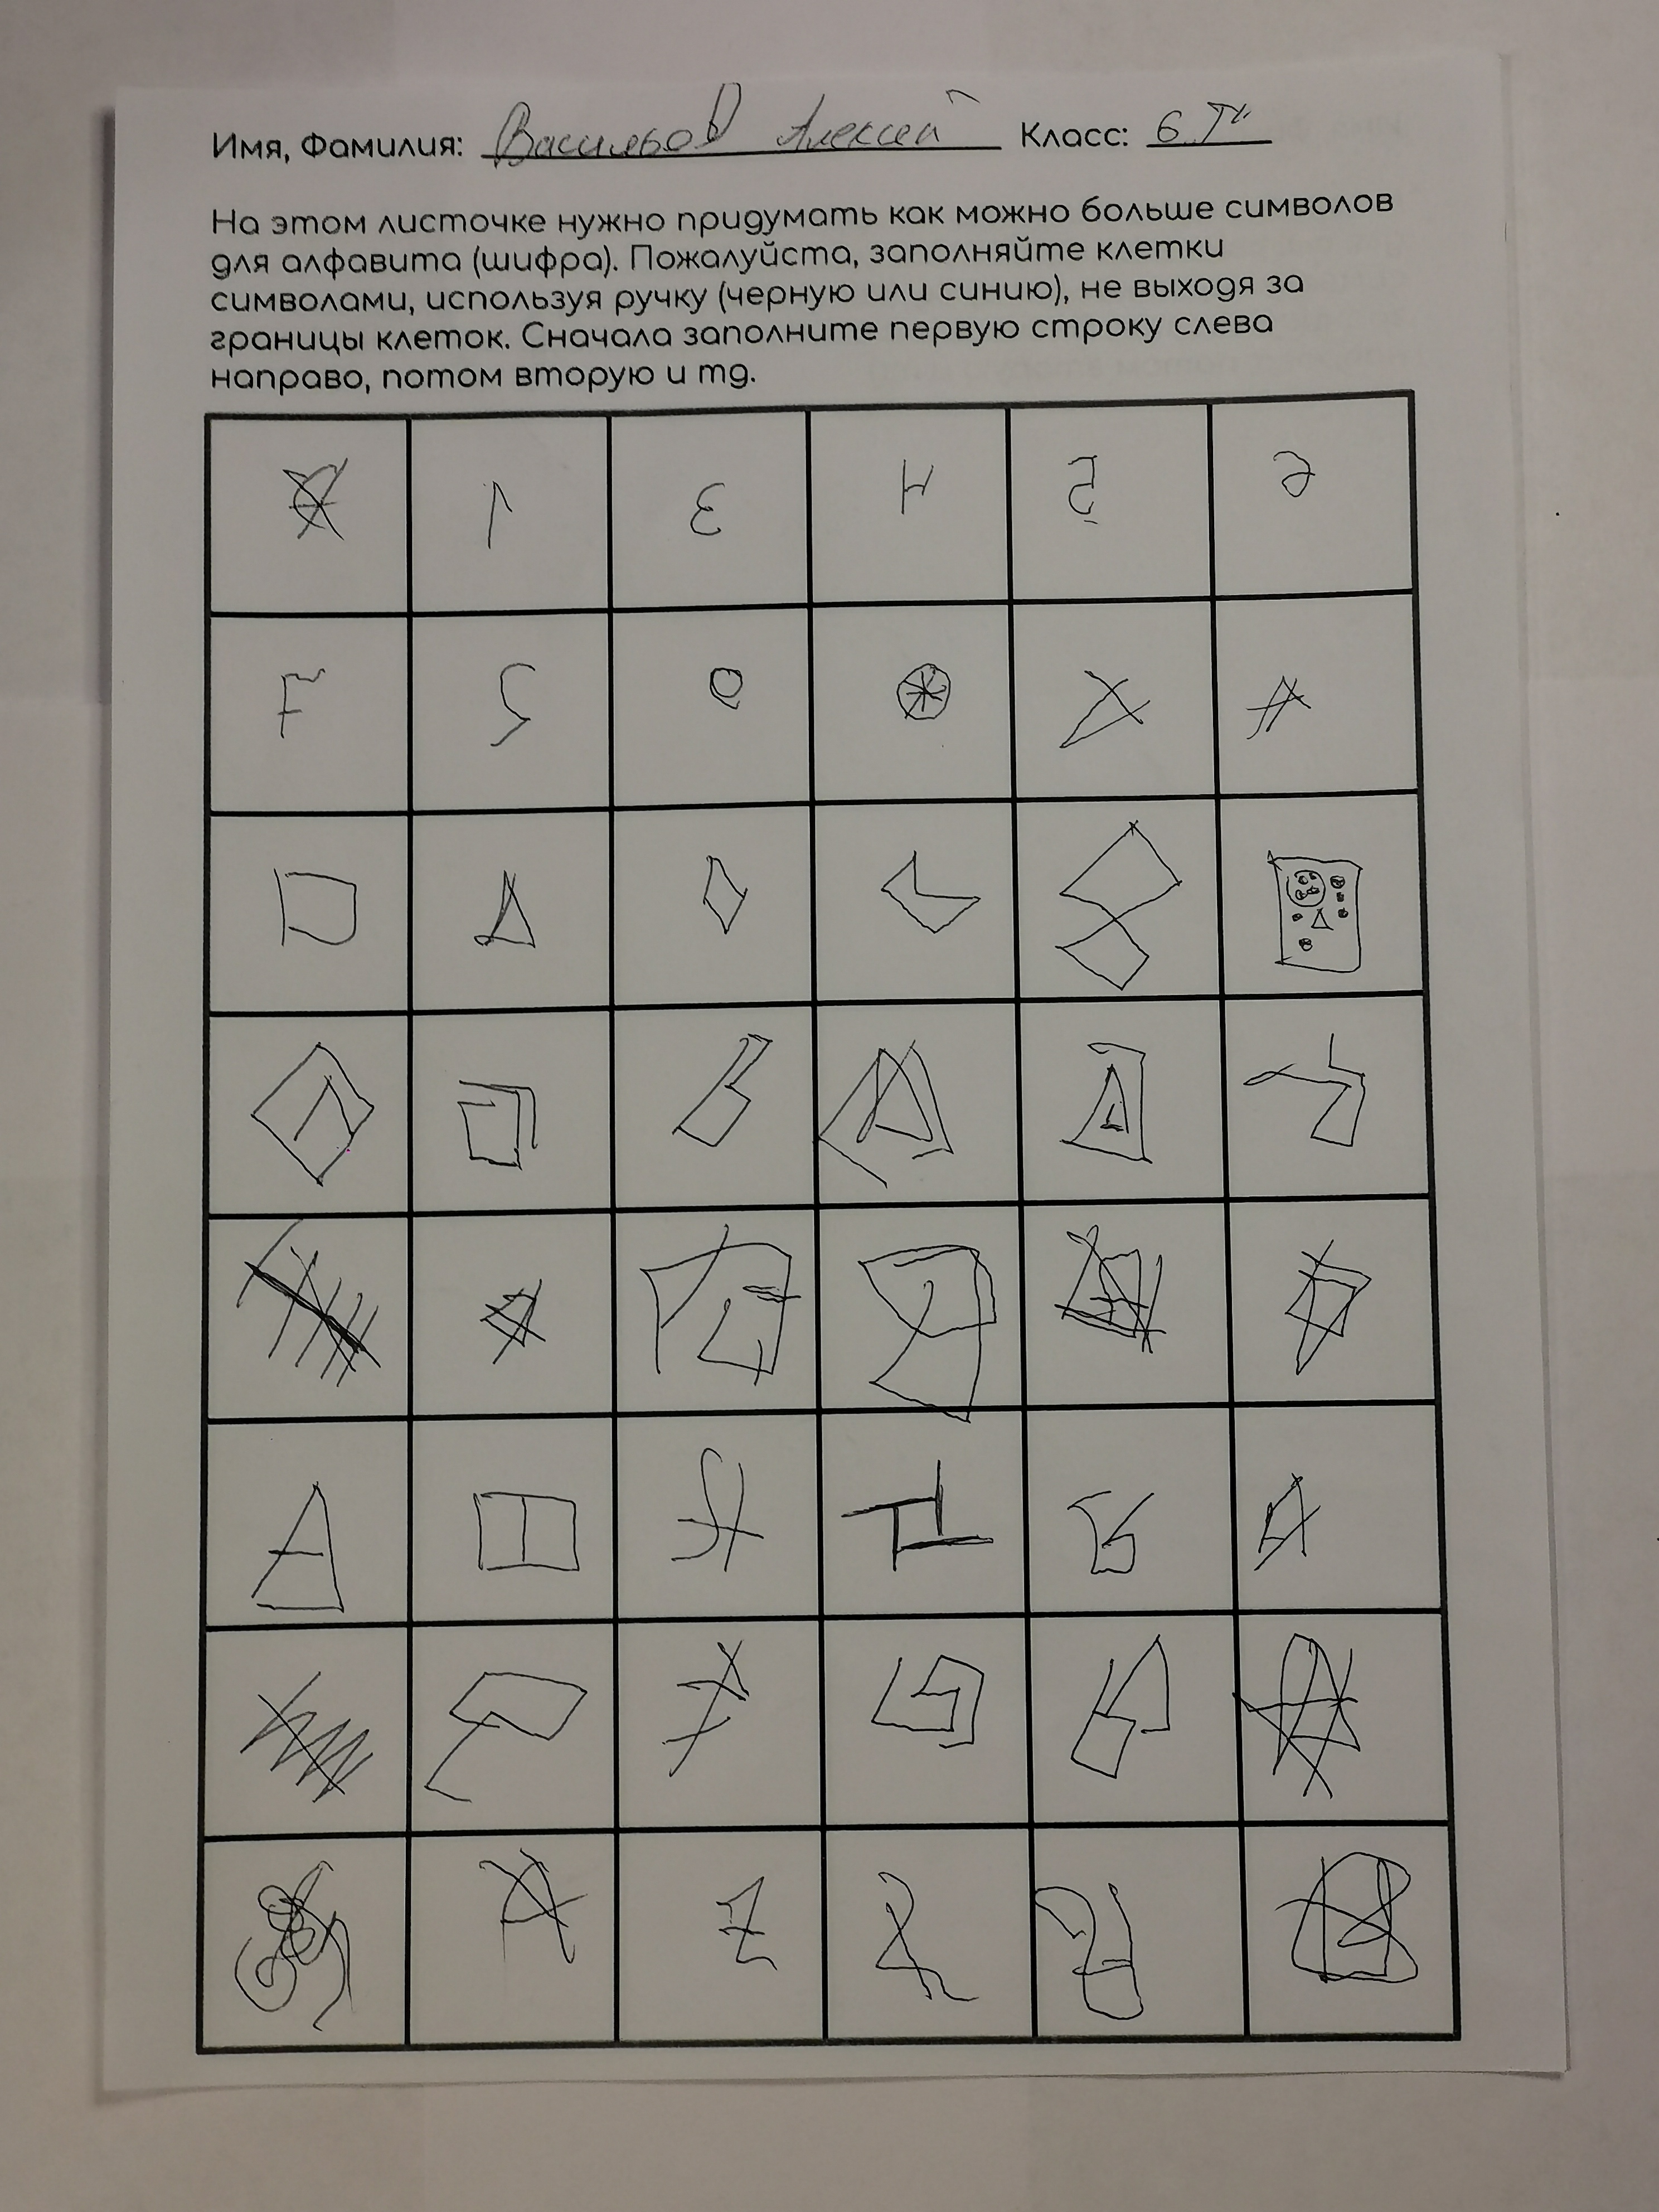 Имя, Фамилия: Васильев Алексей Класс: 6
На этом листочке нужно придумать как можно больше символов
для алфавита (шифра). Пожалуйста, заполняйте клетки
символами, используя ручку (черную или синию), не выходя за
границы клеток. Сначала заполните первую строку слева
направо, потом вторую и тд.